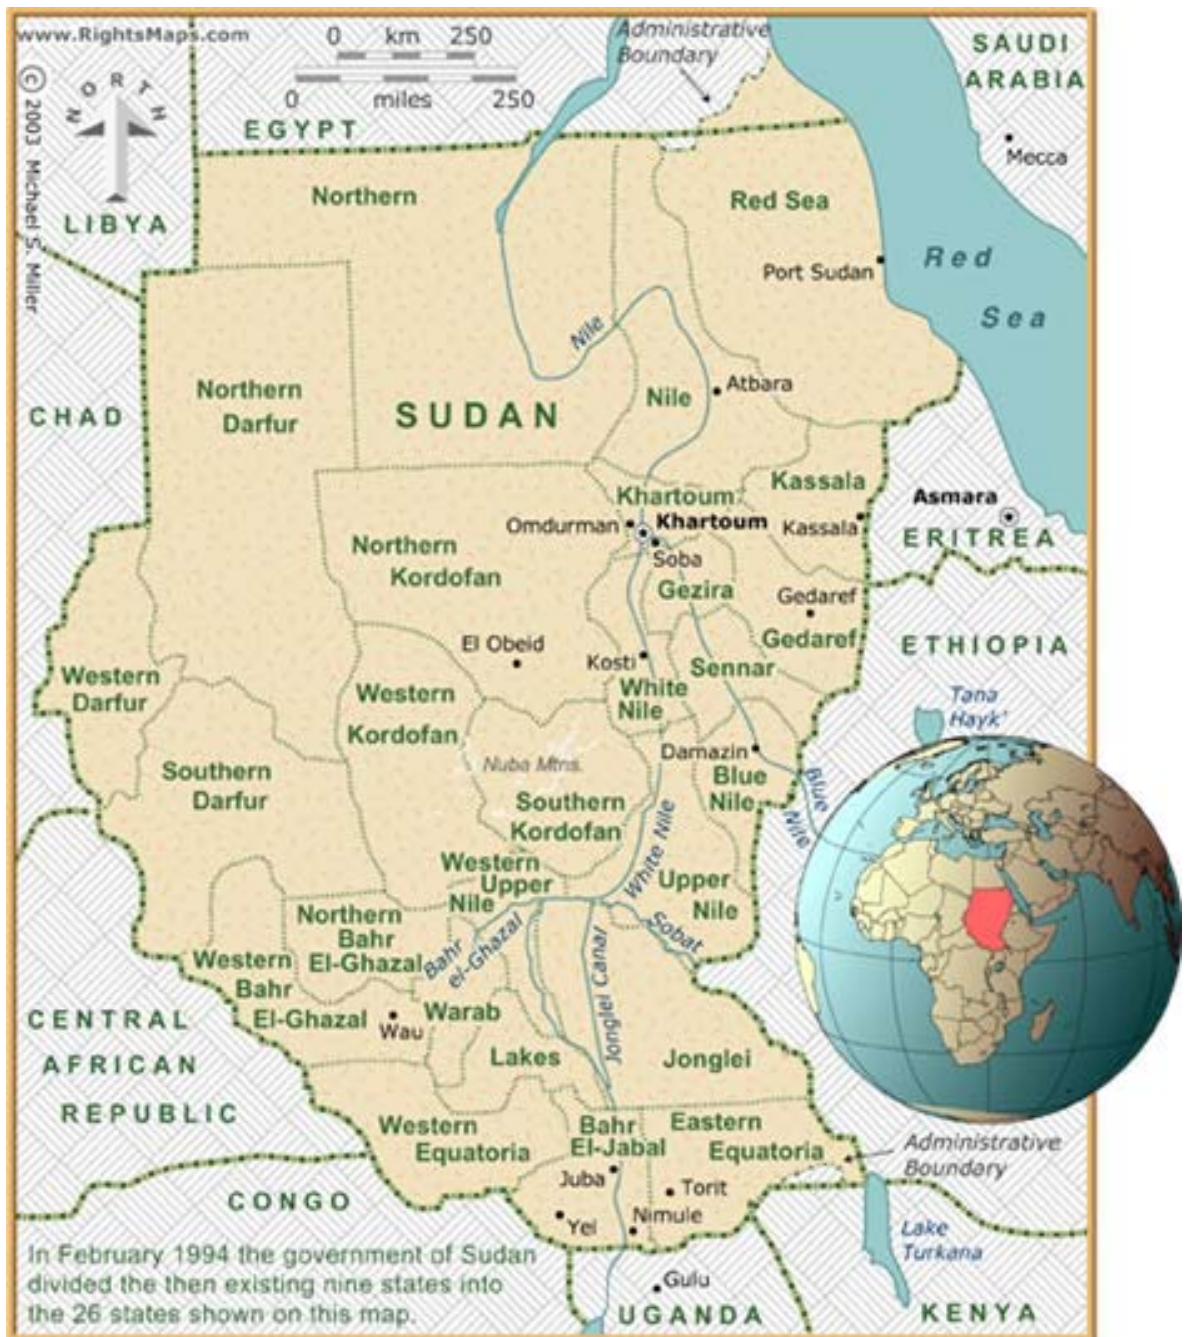 www.RightsMaps.com
© 2003 Michael S. Miller
NORTH
0 km 250
0 miles 250
Administrative
Boundary
SAUDI
ARABIA
Mecca
EGYPT
LIBYA
Northern
Red Sea
Port Sudan
Red
Sea
Nile
Northern
Darfur
CHAD
SUDAN
Nile
Atbara
Kassala
Khartoum
Omdurman
Khartoum
Kassala
Asmara
ERITREA
Soba
Northern
Kordofan
Gezira
Gedaref
Gedaref
ETHIOPIA
El Obeid
Kosti
Sennar
Western
Darfur
Western
Kordofan
White
Nile
Tana
Hayk'
Damazin
Nuba Mtns.
Blue
Nile
Blue
Nile
Southern
Darfur
Southern
Kordofan
White Nile
Western
Upper
Nile
Upper
Nile
Northern
Bahr
El-Ghazal
Bahr
el-Ghazal
Sobat
Western
Bahr
El-Ghazal
Jonglei Canal
Warab
Wau
CENTRAL
AFRICAN
REPUBLIC
Lakes
Jonglei
Western
Equatoria
Bahr
El-Jabal
Eastern
Equatoria
Administrative
Boundary
Juba
Torit
Yei
Nimule
CONGO
Lake
Turkana
In February 1994 the government of Sudan
divided the then existing nine states into
the 26 states shown on this map.
Gulu
UGANDA
KENYA